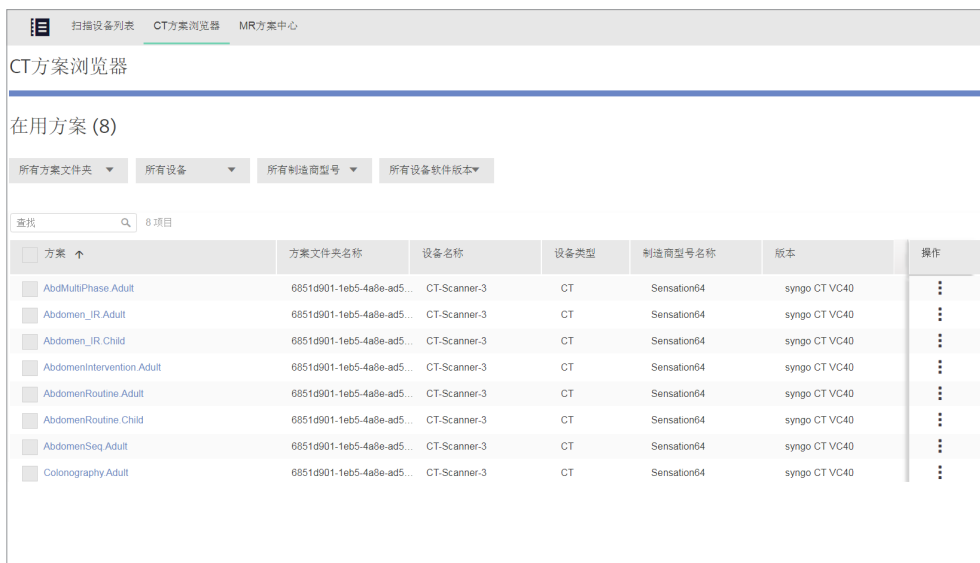 扫描设备列表 CT方案浏览器 MR方案中心
CT方案浏览器
在用方案 (8)
所有方案文件夹 所有设备 所有制造商型号 所有设备软件版本
查找 8 项目
方案 方案文件夹名称 设备名称 设备类型 制造商型号名称 版本 操作
AbdMultiPhase.Adult 6851d901-1eb5-4a8e-ad5... CT-Scanner-3 CT Sensation64 syngo CT VC40
Abdomen_IR.Adult 6851d901-1eb5-4a8e-ad5... CT-Scanner-3 CT Sensation64 syngo CT VC40
Abdomen_IR.Child 6851d901-1eb5-4a8e-ad5... CT-Scanner-3 CT Sensation64 syngo CT VC40
AbdomenIntervention.Adult 6851d901-1eb5-4a8e-ad5... CT-Scanner-3 CT Sensation64 syngo CT VC40
AbdomenRoutine.Adult 6851d901-1eb5-4a8e-ad5... CT-Scanner-3 CT Sensation64 syngo CT VC40
AbdomenRoutine.Child 6851d901-1eb5-4a8e-ad5... CT-Scanner-3 CT Sensation64 syngo CT VC40
AbdomenSeq.Adult 6851d901-1eb5-4a8e-ad5... CT-Scanner-3 CT Sensation64 syngo CT VC40
Colonography.Adult 6851d901-1eb5-4a8e-ad5... CT-Scanner-3 CT Sensation64 syngo CT VC40